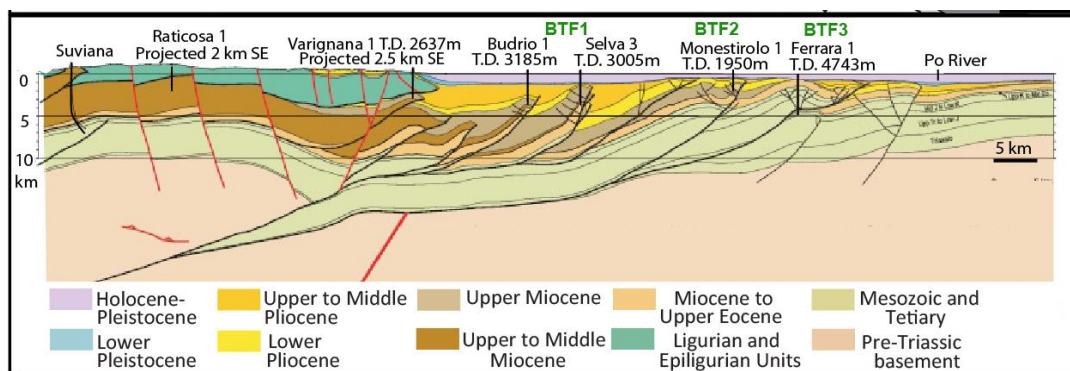 BTF1
BTF2
BTF3
Suviana
Raticosa 1
Projected 2 km SE
Varignana 1 T.D. 2637m
Projected 2.5 km SE
Budrio 1
T.D. 3185m
Selva 3
T.D. 3005m
Monestirolo 1
T.D. 1950m
Ferrara 1
T.D. 4743m
Po River
0
5
10
km
Triassic
5 km
Holocene-
Pleistocene
Upper to Middle
Pliocene
Upper Miocene
Miocene to
Upper Eocene
Mesozoic and
Tetiary
Lower
Pleistocene
Lower
Pliocene
Upper to Middle
Miocene
Ligurian and
Epiligurian Units
Pre-Triassic
basement